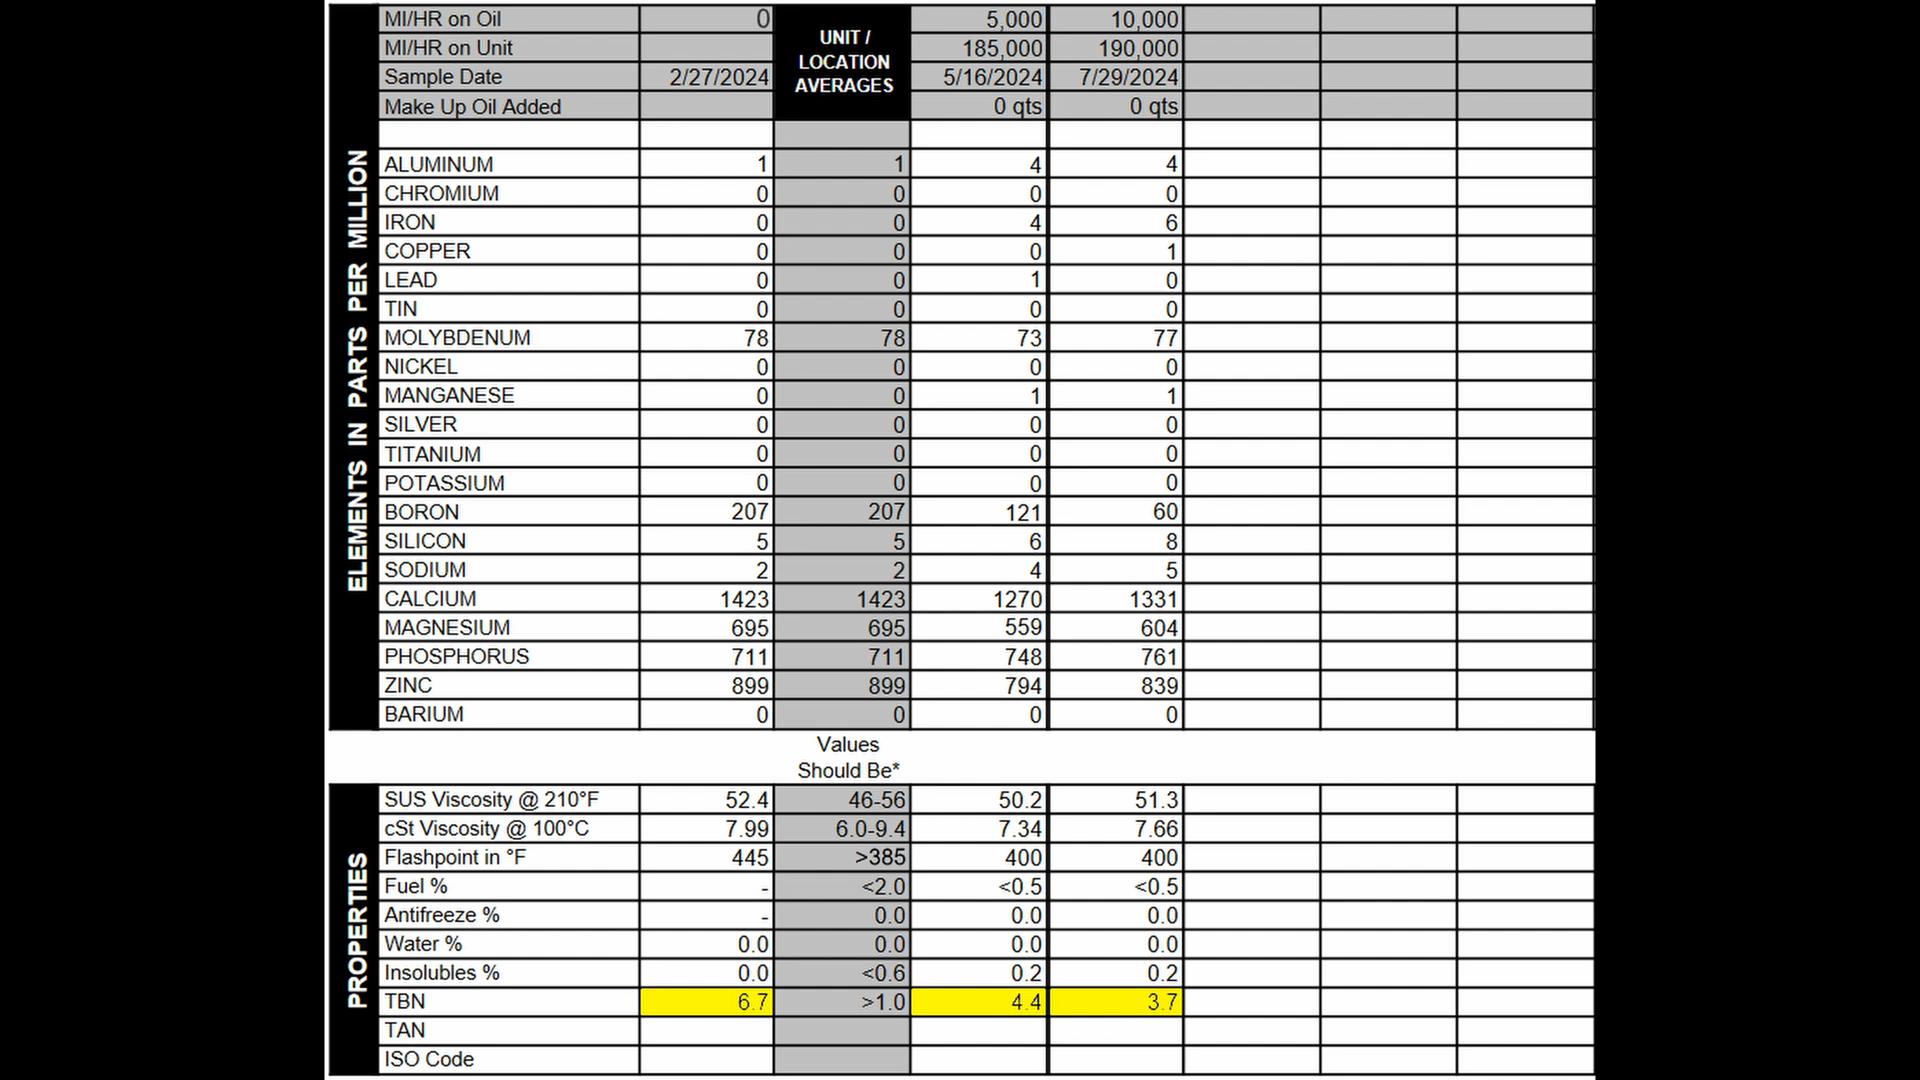 MI/HR on Oil 0 UNIT / LOCATION AVERAGES 5,000 10,000
MI/HR on Unit 185,000 190,000
Sample Date 2/27/2024 5/16/2024 7/29/2024
Make Up Oil Added 0 qts 0 qts
ELEMENTS IN PARTS PER MILLION
ALUMINUM 1 1 4 4
CHROMIUM 0 0 0 0
IRON 0 0 4 6
COPPER 0 0 0 1
LEAD 0 0 1 0
TIN 0 0 0 0
MOLYBDENUM 78 78 73 77
NICKEL 0 0 0 0
MANGANESE 0 0 1 1
SILVER 0 0 0 0
TITANIUM 0 0 0 0
POTASSIUM 0 0 0 0
BORON 207 207 121 60
SILICON 5 5 6 8
SODIUM 2 2 4 5
CALCIUM 1423 1423 1270 1331
MAGNESIUM 695 695 559 604
PHOSPHORUS 711 711 748 761
ZINC 899 899 794 839
BARIUM 0 0 0 0
Values
Should Be*
PROPERTIES
SUS Viscosity @ 210°F 52.4 46-56 50.2 51.3
cSt Viscosity @ 100°C 7.99 6.0-9.4 7.34 7.66
Flashpoint in °F 445 >385 400 400
Fuel % - <2.0 <0.5 <0.5
Antifreeze % - 0.0 0.0 0.0
Water % 0.0 0.0 0.0 0.0
Insolubles % 0.0 <0.6 0.2 0.2
TBN 6.7 >1.0 4.4 3.7
TAN
ISO Code